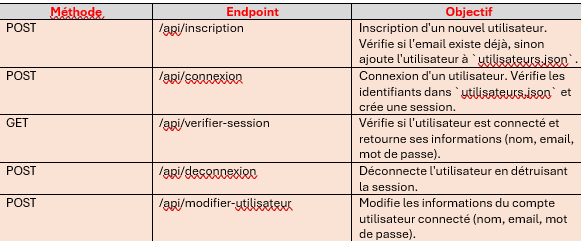 Méthode Endpoint Objectif
POST /api/inscription Inscription d'un nouvel utilisateur.
Vérifie si l'email existe déjà, sinon
ajoute l'utilisateur à `utilisateurs.json`.
POST /api/connexion Connexion d'un utilisateur. Vérifie les
identifiants dans `utilisateurs.json` et
crée une session.
GET /api/verifier-session Vérifie si l'utilisateur est connecté et
retourne ses informations (nom, email,
mot de passe).
POST /api/deconnexion Déconnecte l'utilisateur en détruisant
la session.
POST /api/modifier-utilisateur Modifie les informations du compte
utilisateur connecté (nom, email, mot
de passe).